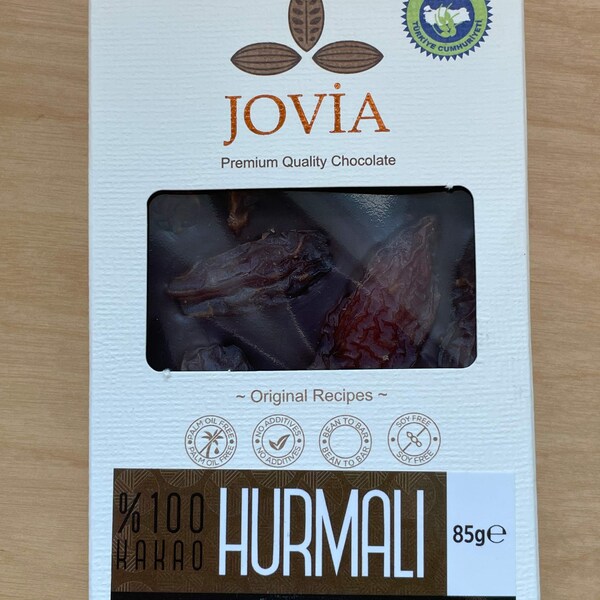 TÜRKİYE CUMHURİYETİ
JOVİA
Premium Quality Chocolate
~ Original Recipes ~
PALM OIL FREE
PALM OIL FREE
NO ADDITIVES
NO ADDITIVES
BEAN TO BAR
BEAN TO BAR
SOY FREE
SOY FREE
%100
KAKAO
HURMALI
85g℮